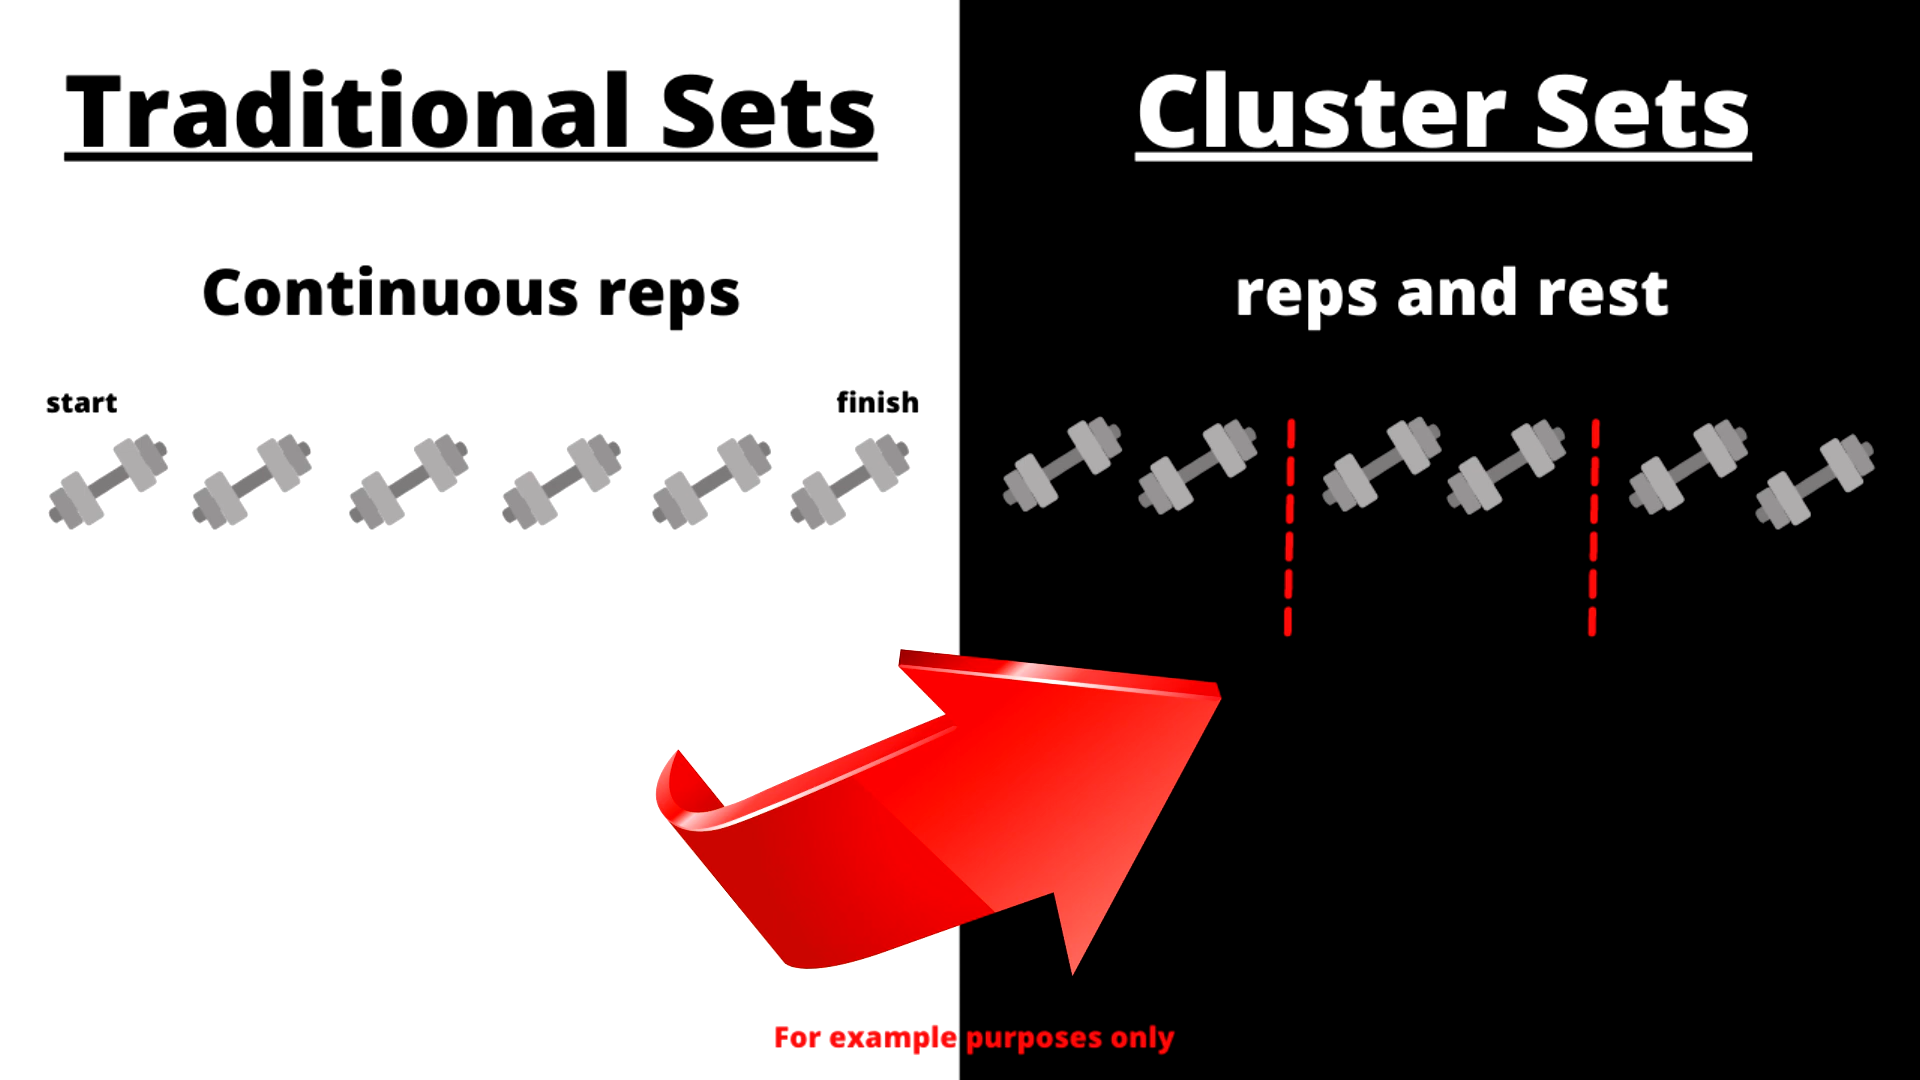 Traditional Sets
Continuous reps
start
finish
Cluster Sets
reps and rest
For example purposes only